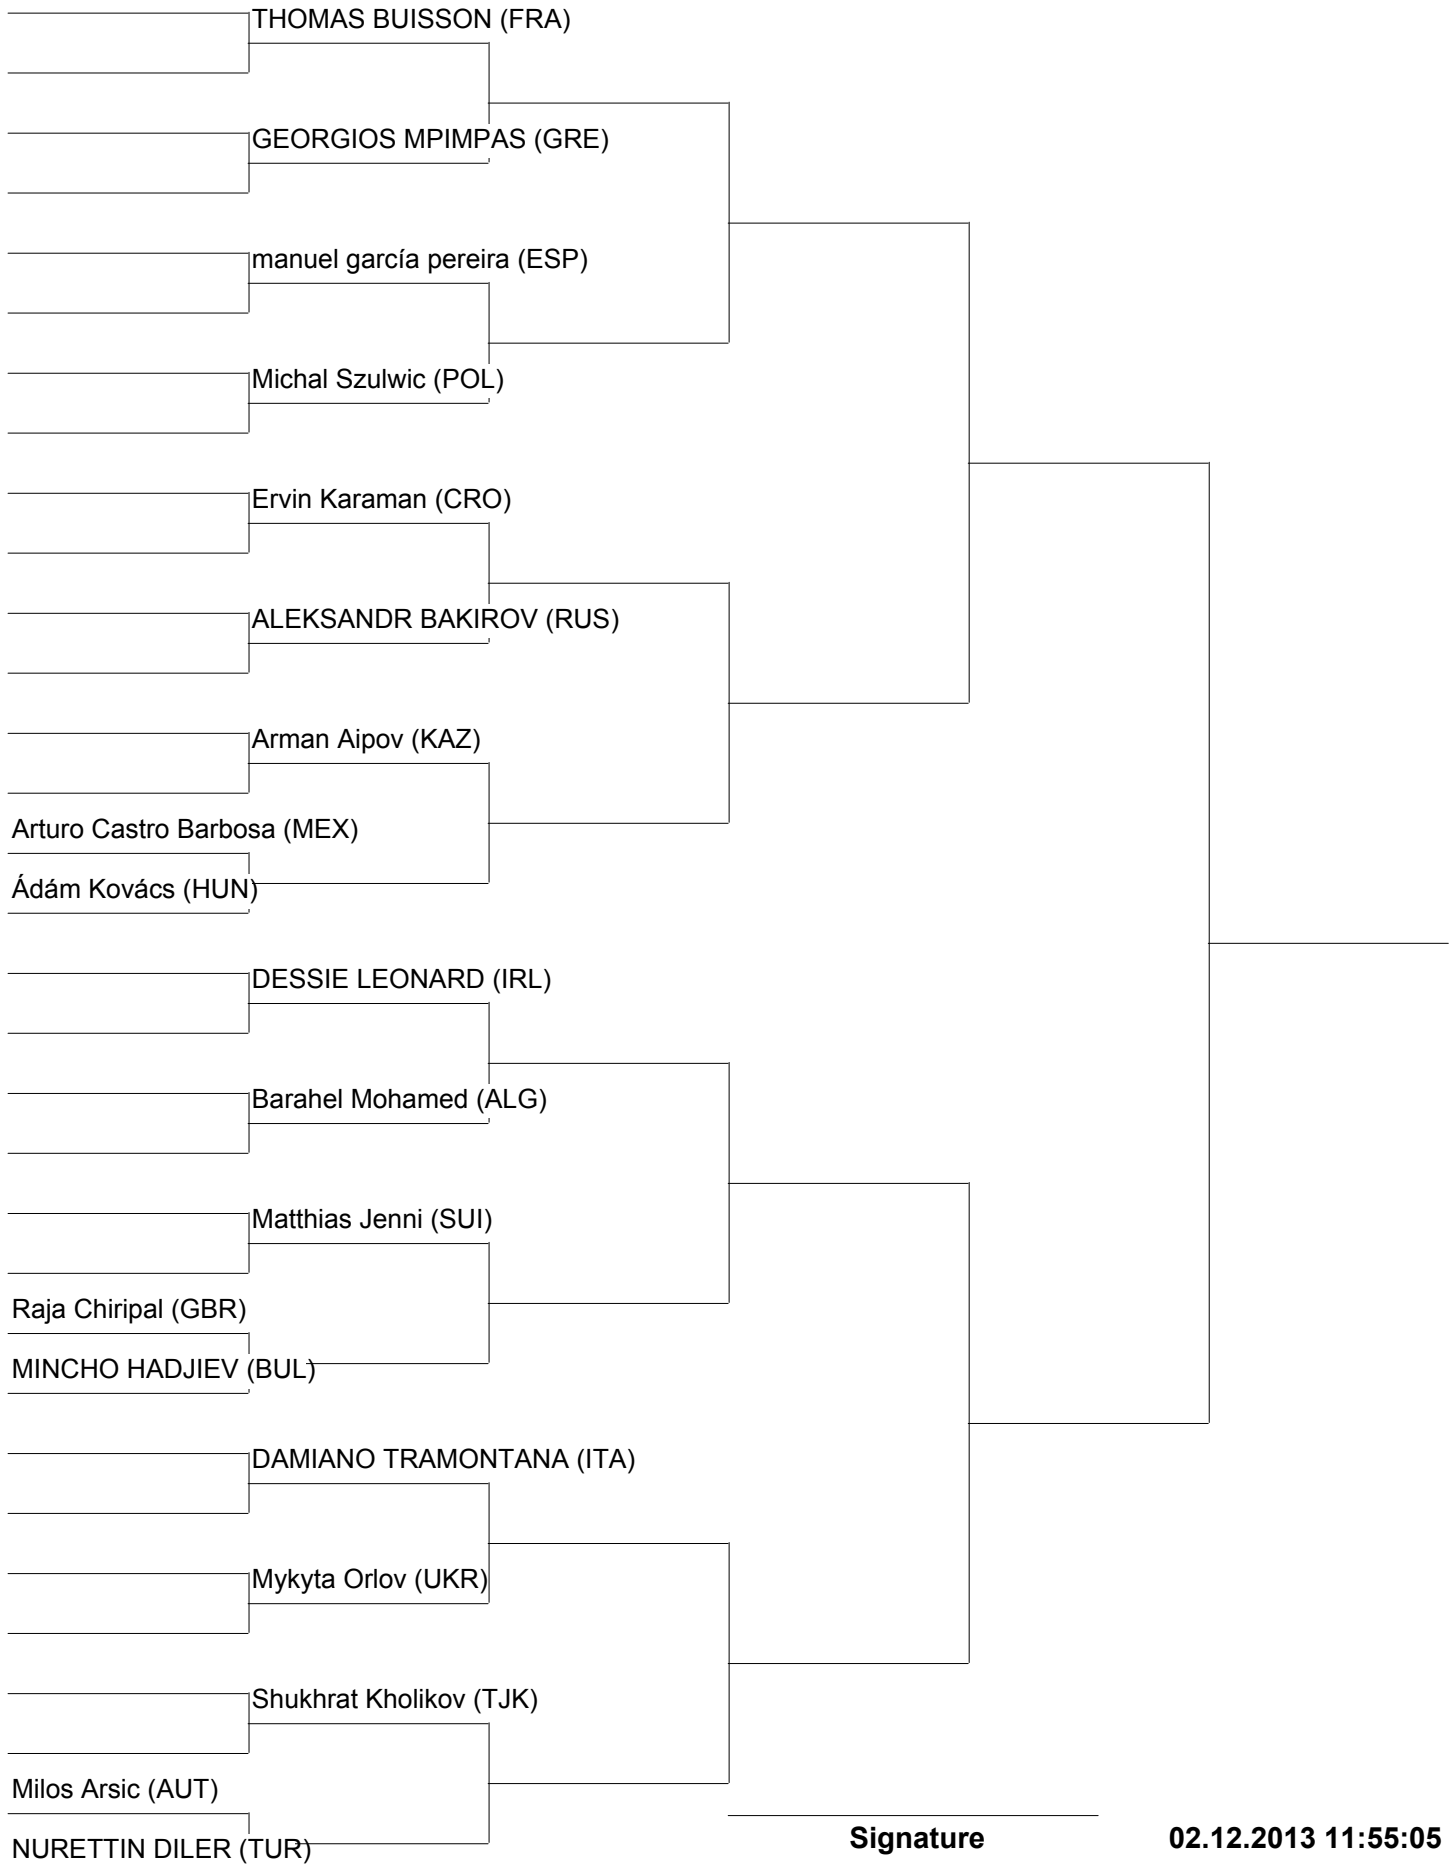 THOMAS BUISSON (FRA)
GEORGIOS MPIMPAS (GRE)
manuel garcía pereira (ESP)
Michal Szulwic (POL)
Ervin Karaman (CRO)
ALEKSANDR BAKIROV (RUS)
Arman Aipov (KAZ)
Arturo Castro Barbosa (MEX)
Ádám Kovács (HUN)
DESSIE LEONARD (IRL)
Barahel Mohamed (ALG)
Matthias Jenni (SUI)
Raja Chiripal (GBR)
MINCHO HADJIEV (BUL)
DAMIANO TRAMONTANA (ITA)
Mykyta Orlov (UKR)
Shukhrat Kholikov (TJK)
Milos Arsic (AUT)
NURETTIN DILER (TUR)
Signature 02.12.2013 11:55:05